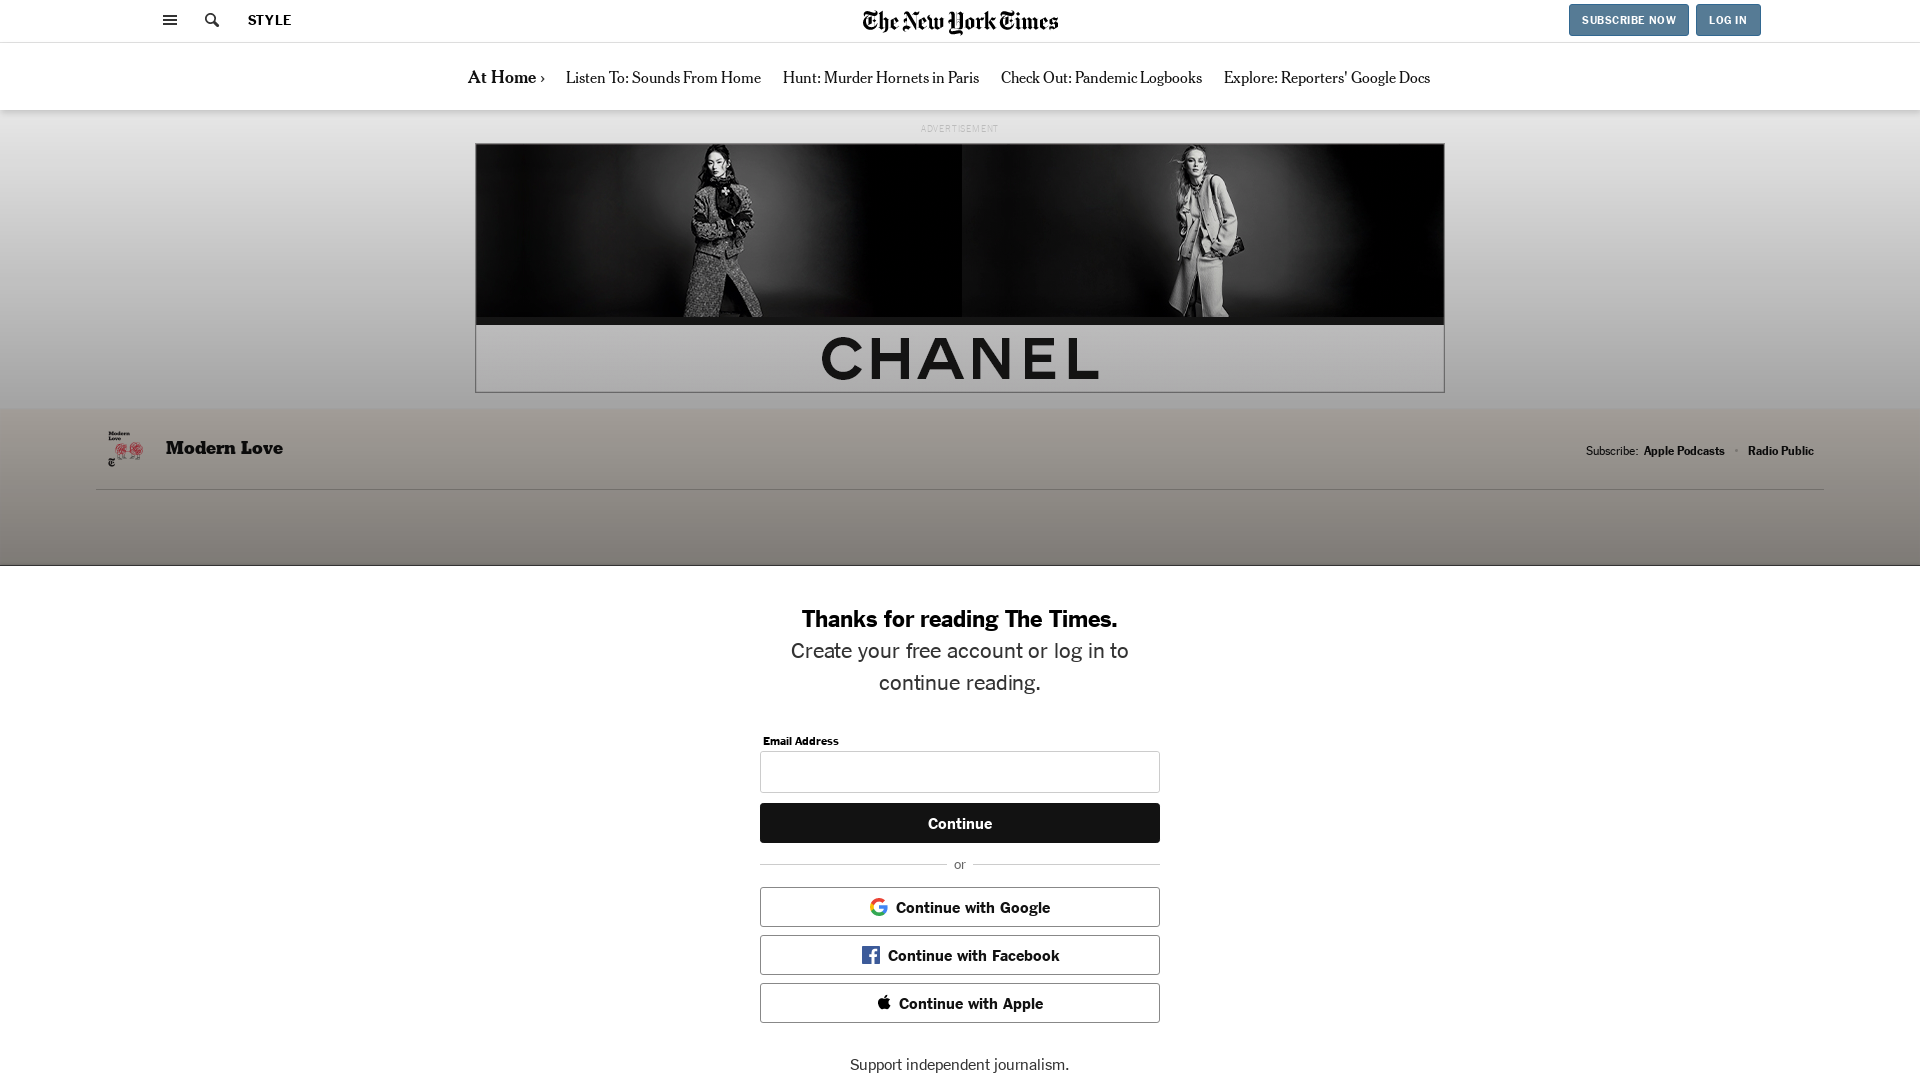 STYLE
The New York Times
SUBSCRIBE NOW
LOG IN
At Home ›
Listen To: Sounds From Home
Hunt: Murder Hornets in Paris
Check Out: Pandemic Logbooks
Explore: Reporters' Google Docs
ADVERTISEMENT
CHANEL
Modern
Love
Modern Love
Subscribe: Apple Podcasts • Radio Public
Thanks for reading The Times.
Create your free account or log in to
continue reading.
Email Address
Continue
or
Continue with Google
Continue with Facebook
Continue with Apple
Support independent journalism.